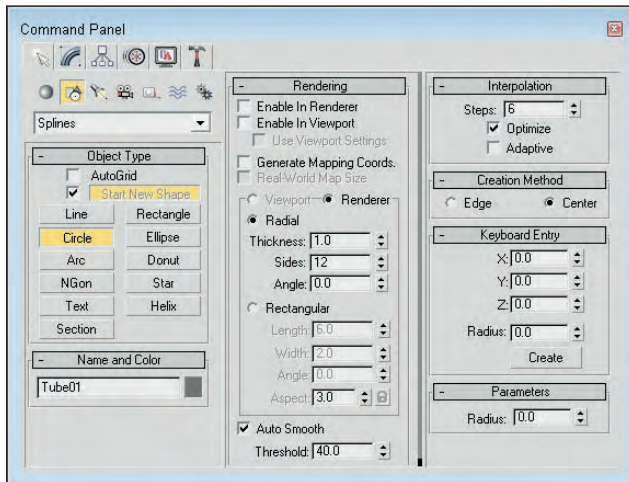 Command Panel
Splines
- Object Type
AutoGrid
Start New Shape
Line Rectangle
Circle Ellipse
Arc Donut
NGon Star
Text Helix
Section
- Name and Color
Tube01
- Rendering
Enable In Renderer
Enable In Viewport
Use Viewport Settings
Generate Mapping Coords.
Real-World Map Size
Viewport Renderer
Radial
Thickness: 1.0
Sides: 12
Angle: 0.0
Rectangular
Length: 6.0
Width: 2.0
Angle: 0.0
Aspect: 3.0
Auto Smooth
Threshold: 40.0
- Interpolation
Steps: 6
Optimize
Adaptive
- Creation Method
Edge Center
- Keyboard Entry
X: 0.0
Y: 0.0
Z: 0.0
Radius: 0.0
Create
- Parameters
Radius: 0.0